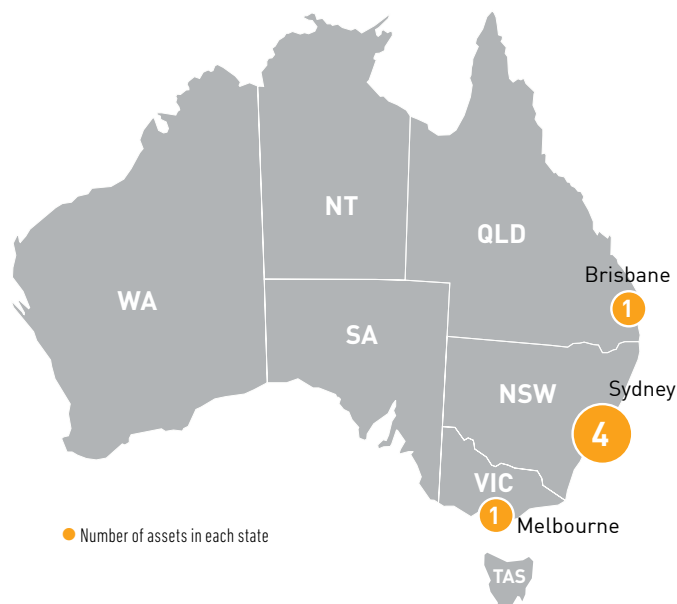 NT
QLD
Brisbane
WA
1
SA
NSW
Sydney
4
VIC
1
Melbourne
Number of assets in each state
TAS